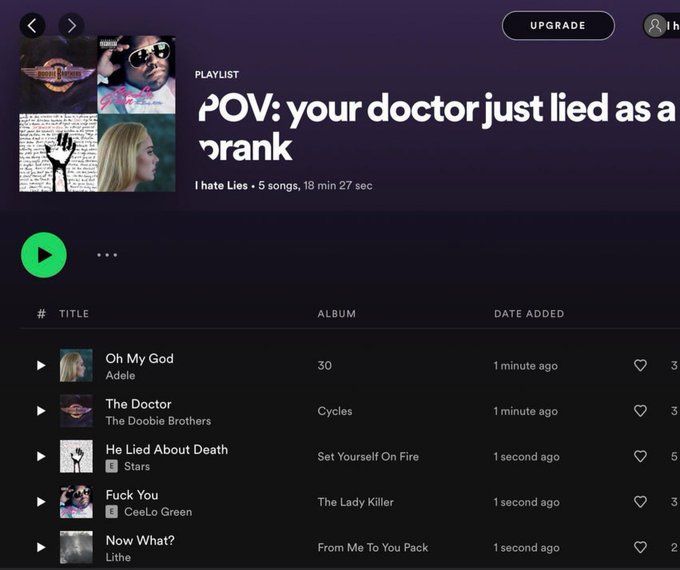 UPGRADE
I h
PLAYLIST
POV: your doctor just lied as a
prank
I hate Lies • 5 songs, 18 min 27 sec
# TITLE ALBUM DATE ADDED
Oh My God
Adele
30 1 minute ago 3
The Doctor
The Doobie Brothers
Cycles 1 minute ago 3
He Lied About Death
E Stars
Set Yourself On Fire 1 second ago 5
Fuck You
E CeeLo Green
The Lady Killer 1 second ago 3
Now What?
Lithe
From Me To You Pack 1 second ago 2